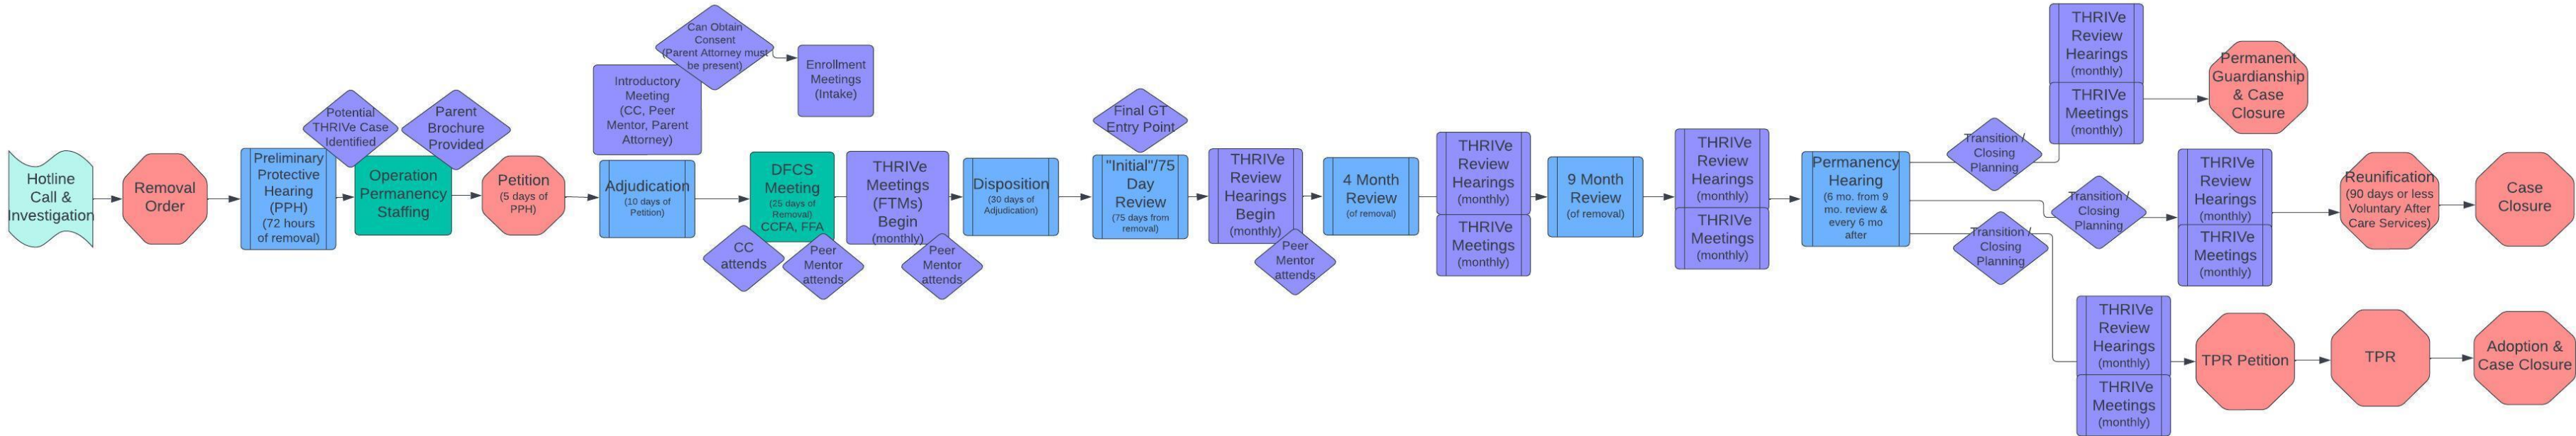 Hotline
Call &
Investigation
Removal
Order
Preliminary
Protective
Hearing
(PPH)
(72 hours
of removal)
Potential
THRIVe Case
Identified
Operation
Permanency
Staffing
Parent
Brochure
Provided
Petition
(5 days of
PPH)
Introductory
Meeting
(CC, Peer
Mentor, Parent
Attorney)
Can Obtain
Consent
(Parent Attorney must
be present)
Enrollment
Meetings
(Intake)
Adjudication
(10 days of
Petition)
DFCS
Meeting
(25 days of
Removal)
CCFA, FFA
CC
attends
Peer
Mentor
attends
THRIVe
Meetings
(FTMs)
Begin
(monthly)
Peer
Mentor
attends
Disposition
(30 days of
Adjudication)
Final GT
Entry Point
"Initial"/75
Day
Review
(75 days from
removal)
THRIVe
Review
Hearings
Begin
(monthly)
Peer
Mentor
attends
4 Month
Review
(of removal)
THRIVe
Review
Hearings
(monthly)
THRIVe
Meetings
(monthly)
9 Month
Review
(of removal)
THRIVe
Review
Hearings
(monthly)
THRIVe
Meetings
(monthly)
Permanency
Hearing
(6 mo. from 9
mo. review &
every 6 mo
after
Transition /
Closing
Planning
THRIVe
Review
Hearings
(monthly)
THRIVe
Meetings
(monthly)
Permanent
Guardianship
& Case
Closure
Transition /
Closing
Planning
THRIVe
Review
Hearings
(monthly)
THRIVe
Meetings
(monthly)
Reunification
(90 days or less
Voluntary After
Care Services)
Case
Closure
Transition /
Closing
Planning
THRIVe
Review
Hearings
(monthly)
THRIVe
Meetings
(monthly)
TPR Petition
TPR
Adoption &
Case Closure